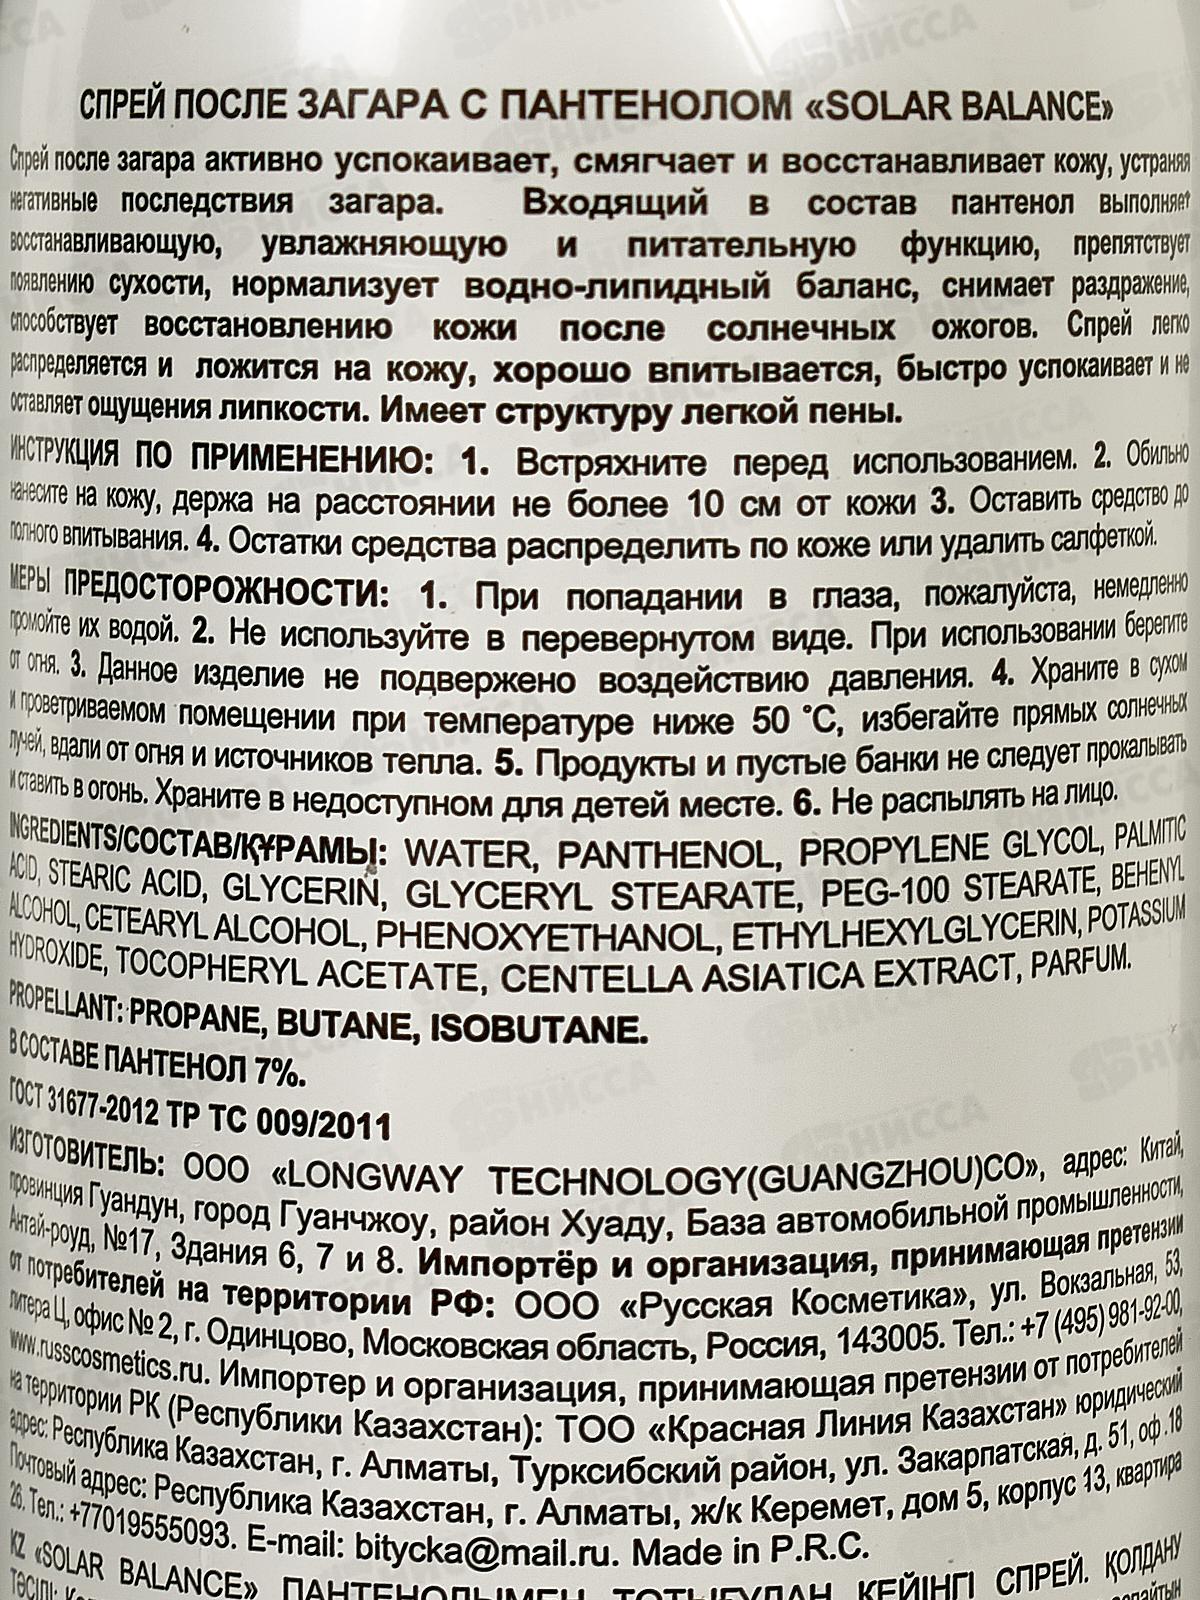 СПРЕЙ ПОСЛЕ ЗАГАРА С ПАНТЕНОЛОМ «SOLAR BALANCE»
Спрей после загара активно успокаивает, смягчает и восстанавливает кожу, устраняя
негативные последствия загара. Входящий в состав пантенол выполняет
восстанавливающую, увлажняющую и питательную функцию, препятствует
появлению сухости, нормализует водно-липидный баланс, снимает раздражение,
способствует восстановлению кожи после солнечных ожогов. Спрей легко
распределяется и ложится на кожу, хорошо впитывается, быстро успокаивает и не
оставляет ощущения липкости. Имеет структуру легкой пены.
ИНСТРУКЦИЯ ПО ПРИМЕНЕНИЮ: 1. Встряхните перед использованием. 2. Обильно
нанесите на кожу, держа на расстоянии не более 10 см от кожи 3. Оставить средство до
полного впитывания. 4. Остатки средства распределить по коже или удалить салфеткой.
МЕРЫ ПРЕДОСТОРОЖНОСТИ: 1. При попадании в глаза, пожалуйста, немедленно
промойте их водой. 2. Не используйте в перевернутом виде. При использовании берегите
от огня. 3. Данное изделие не подвержено воздействию давления. 4. Храните в сухом
и проветриваемом помещении при температуре ниже 50 °C, избегайте прямых солнечных
лучей, вдали от огня и источников тепла. 5. Продукты и пустые банки не следует прокалывать
и ставить в огонь. Храните в недоступном для детей месте. 6. Не распылять на лицо.
INGREDIENTS/СОСТАВ/ҚҰРАМЫ: WATER, PANTHENOL, PROPYLENE GLYCOL, PALMITIC
ACID, STEARIC ACID, GLYCERIN, GLYCERYL STEARATE, PEG-100 STEARATE, BEHENYL
ALCOHOL, CETEARYL ALCOHOL, PHENOXYETHANOL, ETHYLHEXYLGLYCERIN, POTASSIUM
HYDROXIDE, TOCOPHERYL ACETATE, CENTELLA ASIATICA EXTRACT, PARFUM.
PROPELLANT: PROPANE, BUTANE, ISOBUTANE.
В СОСТАВЕ ПАНТЕНОЛ 7%.
ГОСТ 31677-2012 ТР ТС 009/2011
ИЗГОТОВИТЕЛЬ: ООО «LONGWAY TECHNOLOGY(GUANGZHOU)CO», адрес: Китай,
провинция Гуандун, город Гуанчжоу, район Хуаду, База автомобильной промышленности,
Антай-роуд, №17, Здания 6, 7 и 8. Импортёр и организация, принимающая претензии
от потребителей на территории РФ: ООО «Русская Косметика», ул. Вокзальная, 53,
литера Ц, офис № 2, г. Одинцово, Московская область, Россия, 143005. Тел.: +7 (495) 981-92-00,
www.russcosmetics.ru. Импортер и организация, принимающая претензии от потребителей
на территории РК (Республики Казахстан): ТОО «Красная Линия Казахстан» юридический
адрес: Республика Казахстан, г. Алматы, Турксибский район, ул. Закарпатская, д. 51, оф.18
Почтовый адрес: Республика Казахстан, г. Алматы, ж/к Керемет, дом 5, корпус 13, квартира
26. Тел.: +77019555093. E-mail: bitycka@mail.ru. Made in P.R.C.
KZ «SOLAR BALANCE» ПАНТЕНОЛЫМЕН ТОТЫҒУДАН КЕЙІНГІ СПРЕЙ. ҚОЛДАНУ
ТӘСІЛІ: